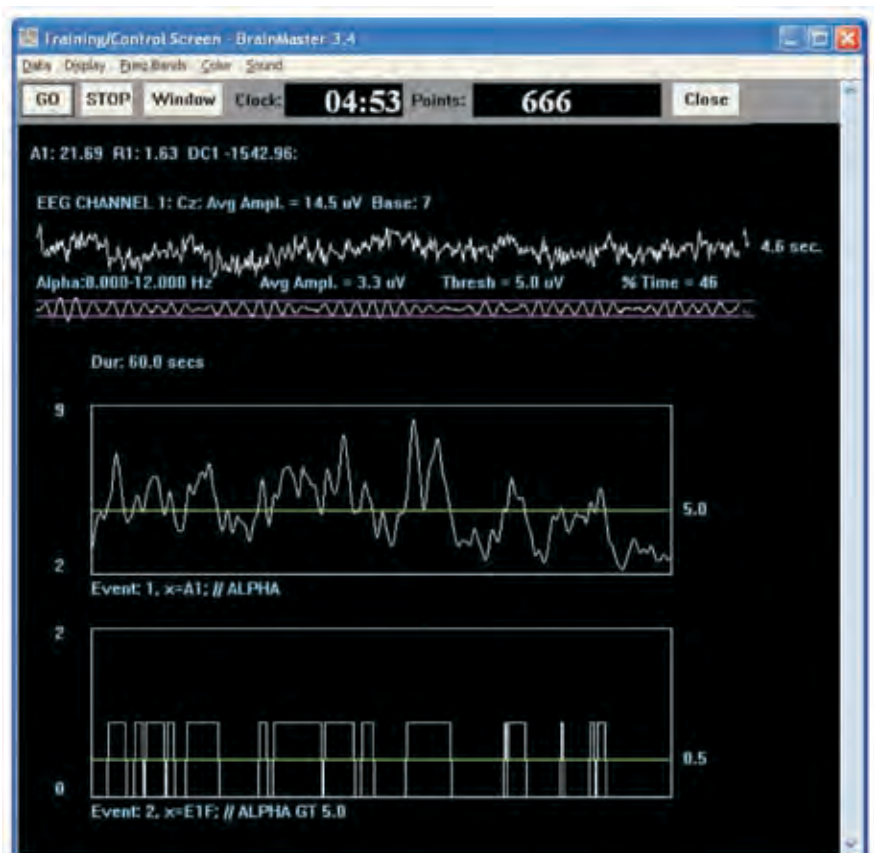 Training/Control Screen - BrainMaster 3.4
Data Display Freq.Bands Color Sound
GO STOP Window Clock: 04:53 Points: 666 Close
A1: 21.69 R1: 1.63 DC1 -1542.96:
EEG CHANNEL 1: Cz: Avg Ampl. = 14.5 uV Base: 7
4.6 sec.
Alpha:8.000-12.000 Hz Avg Ampl. = 3.3 uV Thresh = 5.0 uV % Time = 46
Dur: 60.0 secs
9
5.0
2
Event: 1, x=A1; // ALPHA
2
0.5
0
Event: 2, x=E1F; // ALPHA GT 5.0